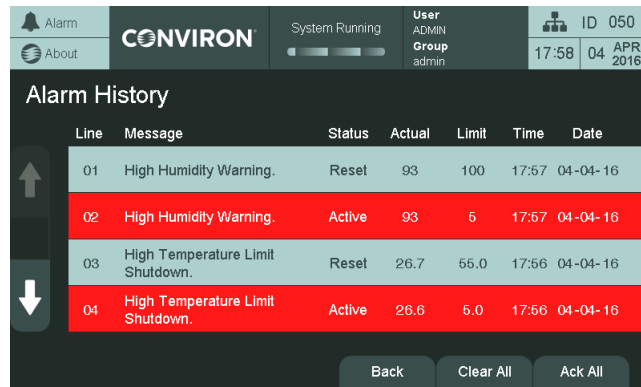 Alarm
About
CONVIRON
System Running
User
ADMIN
Group
admin
ID 050
17:58 04 APR 2016
Alarm History
Line Message Status Actual Limit Time Date
01 High Humidity Warning. Reset 93 100 17:57 04-04-16
02 High Humidity Warning. Active 93 5 17:57 04-04-16
03 High Temperature Limit Shutdown. Reset 26.7 55.0 17:56 04-04-16
04 High Temperature Limit Shutdown. Active 26.6 5.0 17:56 04-04-16
Back Clear All Ack All